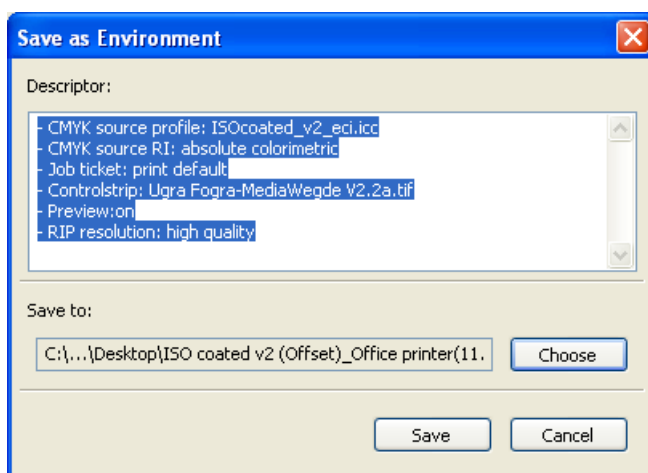 Save as Environment
Descriptor:
- CMYK source profile: ISOcoated_v2_eci.icc
- CMYK source RI: absolute colorimetric
- Job ticket: print default
- Controlstrip: Ugra Fogra-MediaWegde V2.2a.tif
- Preview:on
- RIP resolution: high quality
Save to:
C:\...\Desktop\ISO coated v2 (Offset)_Office printer(11.
Choose
Save
Cancel